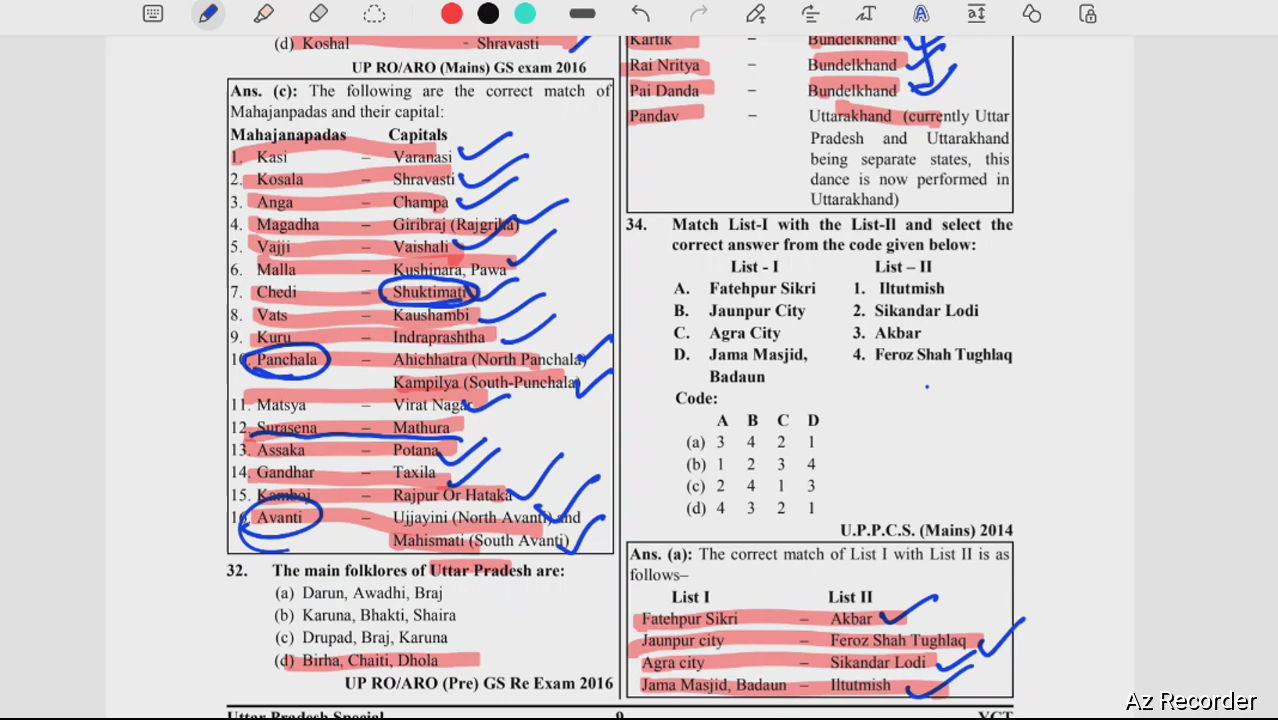 (d) Koshal - Shravasti
UP RO/ARO (Mains) GS exam 2016
Ans. (c): The following are the correct match of
Mahajanpadas and their capital:
Mahajanapadas Capitals
1. Kasi – Varanasi
2. Kosala – Shravasti
3. Anga – Champa
4. Magadha – Giribraj (Rajgriha)
5. Vajji – Vaishali
6. Malla – Kushinara, Pawa
7. Chedi – Shuktimati
8. Vats – Kaushambi
9. Kuru – Indraprashtha
10. Panchala – Ahichhatra (North Panchala)
Kampilya (South-Punchala)
11. Matsya – Virat Nagar
12. Surasena – Mathura
13. Assaka – Potana
14. Gandhar – Taxila
15. Kamboj – Rajpur Or Hataka
16. Avanti – Ujjayini (North Avanti) and
Mahismati (South Avanti)
32. The main folklores of Uttar Pradesh are:
(a) Darun, Awadhi, Braj
(b) Karuna, Bhakti, Shaira
(c) Drupad, Braj, Karuna
(d) Birha, Chaiti, Dhola
UP RO/ARO (Pre) GS Re Exam 2016
Uttar Pradesh Special
Kartik – Bundelkhand
Rai Nritya – Bundelkhand
Pai Danda – Bundelkhand
Pandav – Uttarakhand (currently Uttar
Pradesh and Uttarakhand
being separate states, this
dance is now performed in
Uttarakhand)
34. Match List-I with the List-II and select the
correct answer from the code given below:
List - I List – II
A. Fatehpur Sikri 1. Iltutmish
B. Jaunpur City 2. Sikandar Lodi
C. Agra City 3. Akbar
D. Jama Masjid, 4. Feroz Shah Tughlaq
Badaun
Code:
A B C D
(a) 3 4 2 1
(b) 1 2 3 4
(c) 2 4 1 3
(d) 4 3 2 1
U.P.P.C.S. (Mains) 2014
Ans. (a): The correct match of List I with List II is as
follows–
List I List II
Fatehpur Sikri – Akbar
Jaunpur city – Feroz Shah Tughlaq
Agra city – Sikandar Lodi
Jama Masjid, Badaun – Iltutmish
9 YCT
Az Recorder